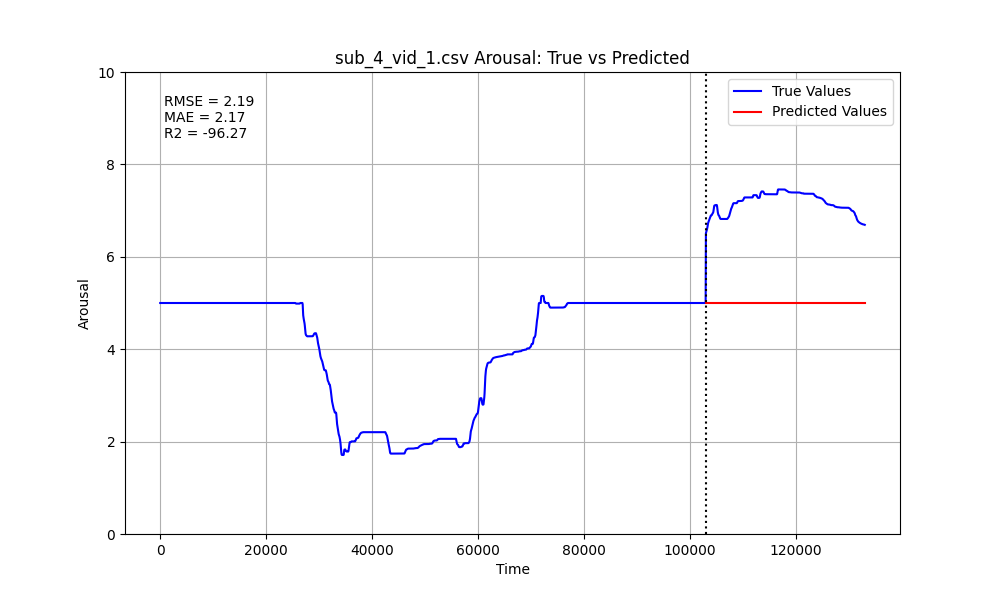 sub_4_vid_1.csv Arousal: True vs Predicted
RMSE = 2.19
MAE = 2.17
R2 = -96.27
True Values
Predicted Values
10
8
6
4
2
0
Arousal
0 20000 40000 60000 80000 100000 120000
Time